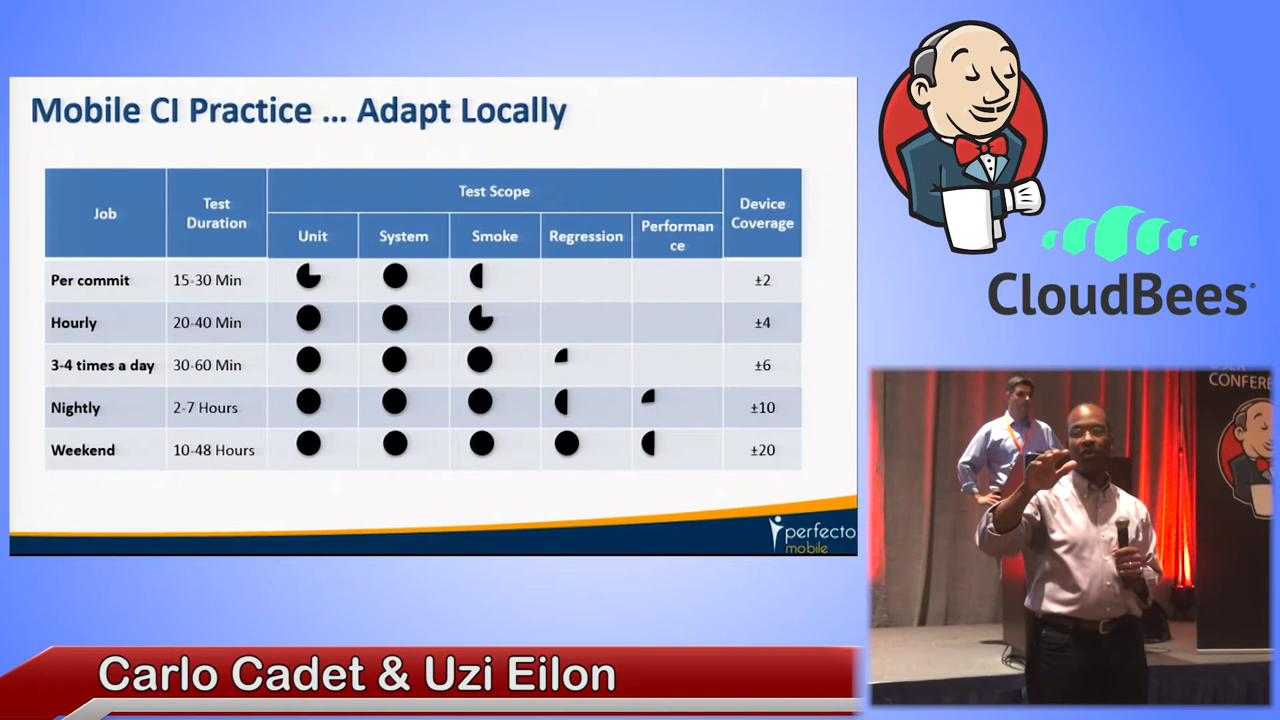 Mobile CI Practice ... Adapt Locally
Job
Test
Duration
Test Scope
Device
Coverage
Unit
System
Smoke
Regression
Performan
ce
Per commit
15-30 Min
±2
Hourly
20-40 Min
±4
3-4 times a day
30-60 Min
±6
Nightly
2-7 Hours
±10
Weekend
10-48 Hours
±20
perfecto
mobile
CloudBees
USER
CONFERE
Carlo Cadet & Uzi Eilon